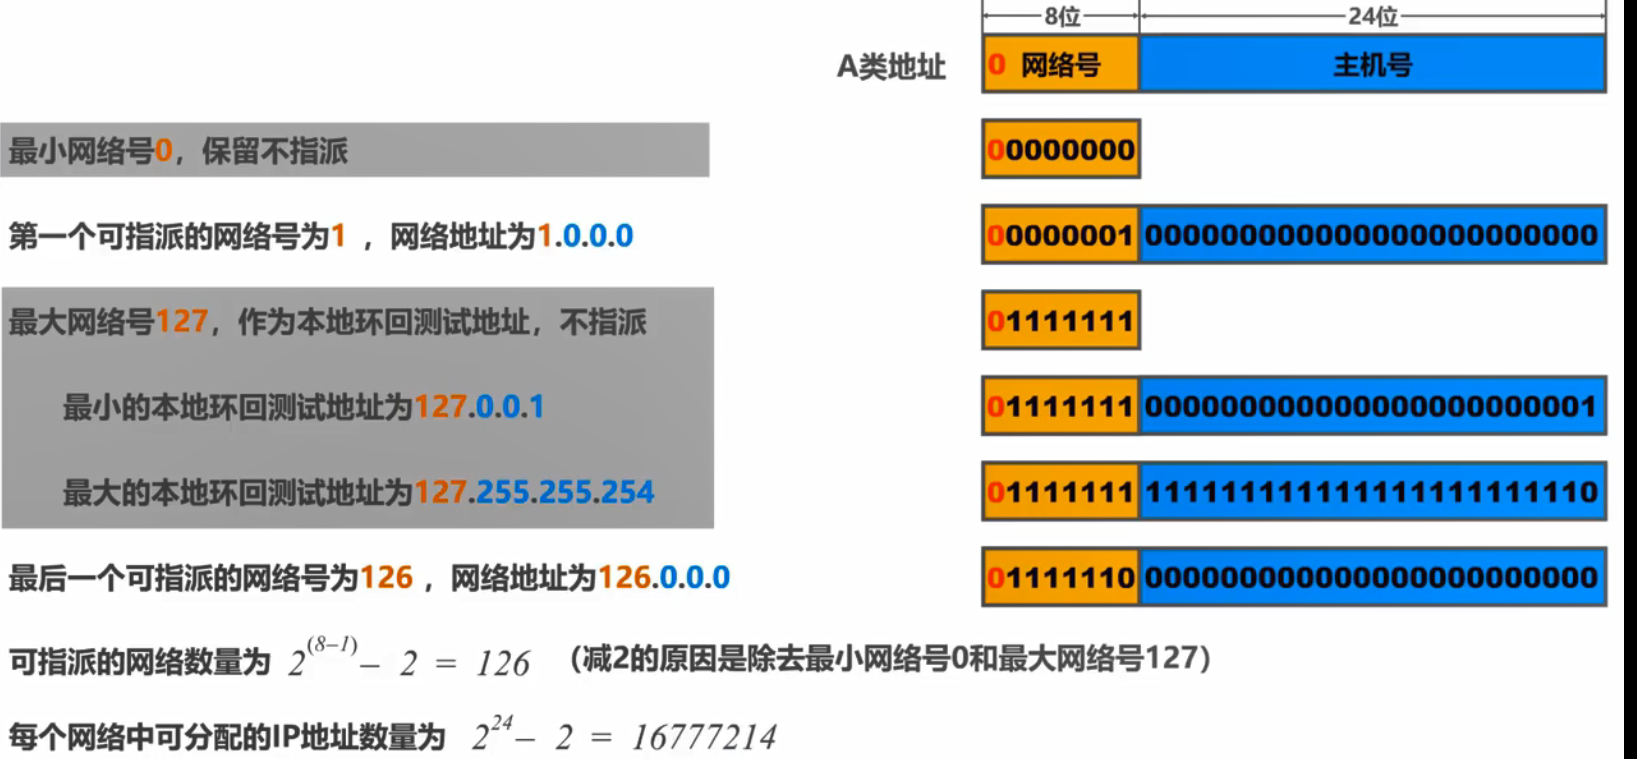 8位 24位
A类地址 0 网络号 主机号
最小网络号0，保留不指派 00000000
第一个可指派的网络号为1 ，网络地址为1.0.0.0 00000001 000000000000000000000000
最大网络号127，作为本地环回测试地址，不指派 01111111
最小的本地环回测试地址为127.0.0.1 01111111 000000000000000000000001
最大的本地环回测试地址为127.255.255.254 01111111 111111111111111111111110
最后一个可指派的网络号为126 ，网络地址为126.0.0.0 01111110 000000000000000000000000
可指派的网络数量为 2^(8−1) − 2 = 126 （减2的原因是除去最小网络号0和最大网络号127）
每个网络中可分配的IP地址数量为 2^24 − 2 = 16777214